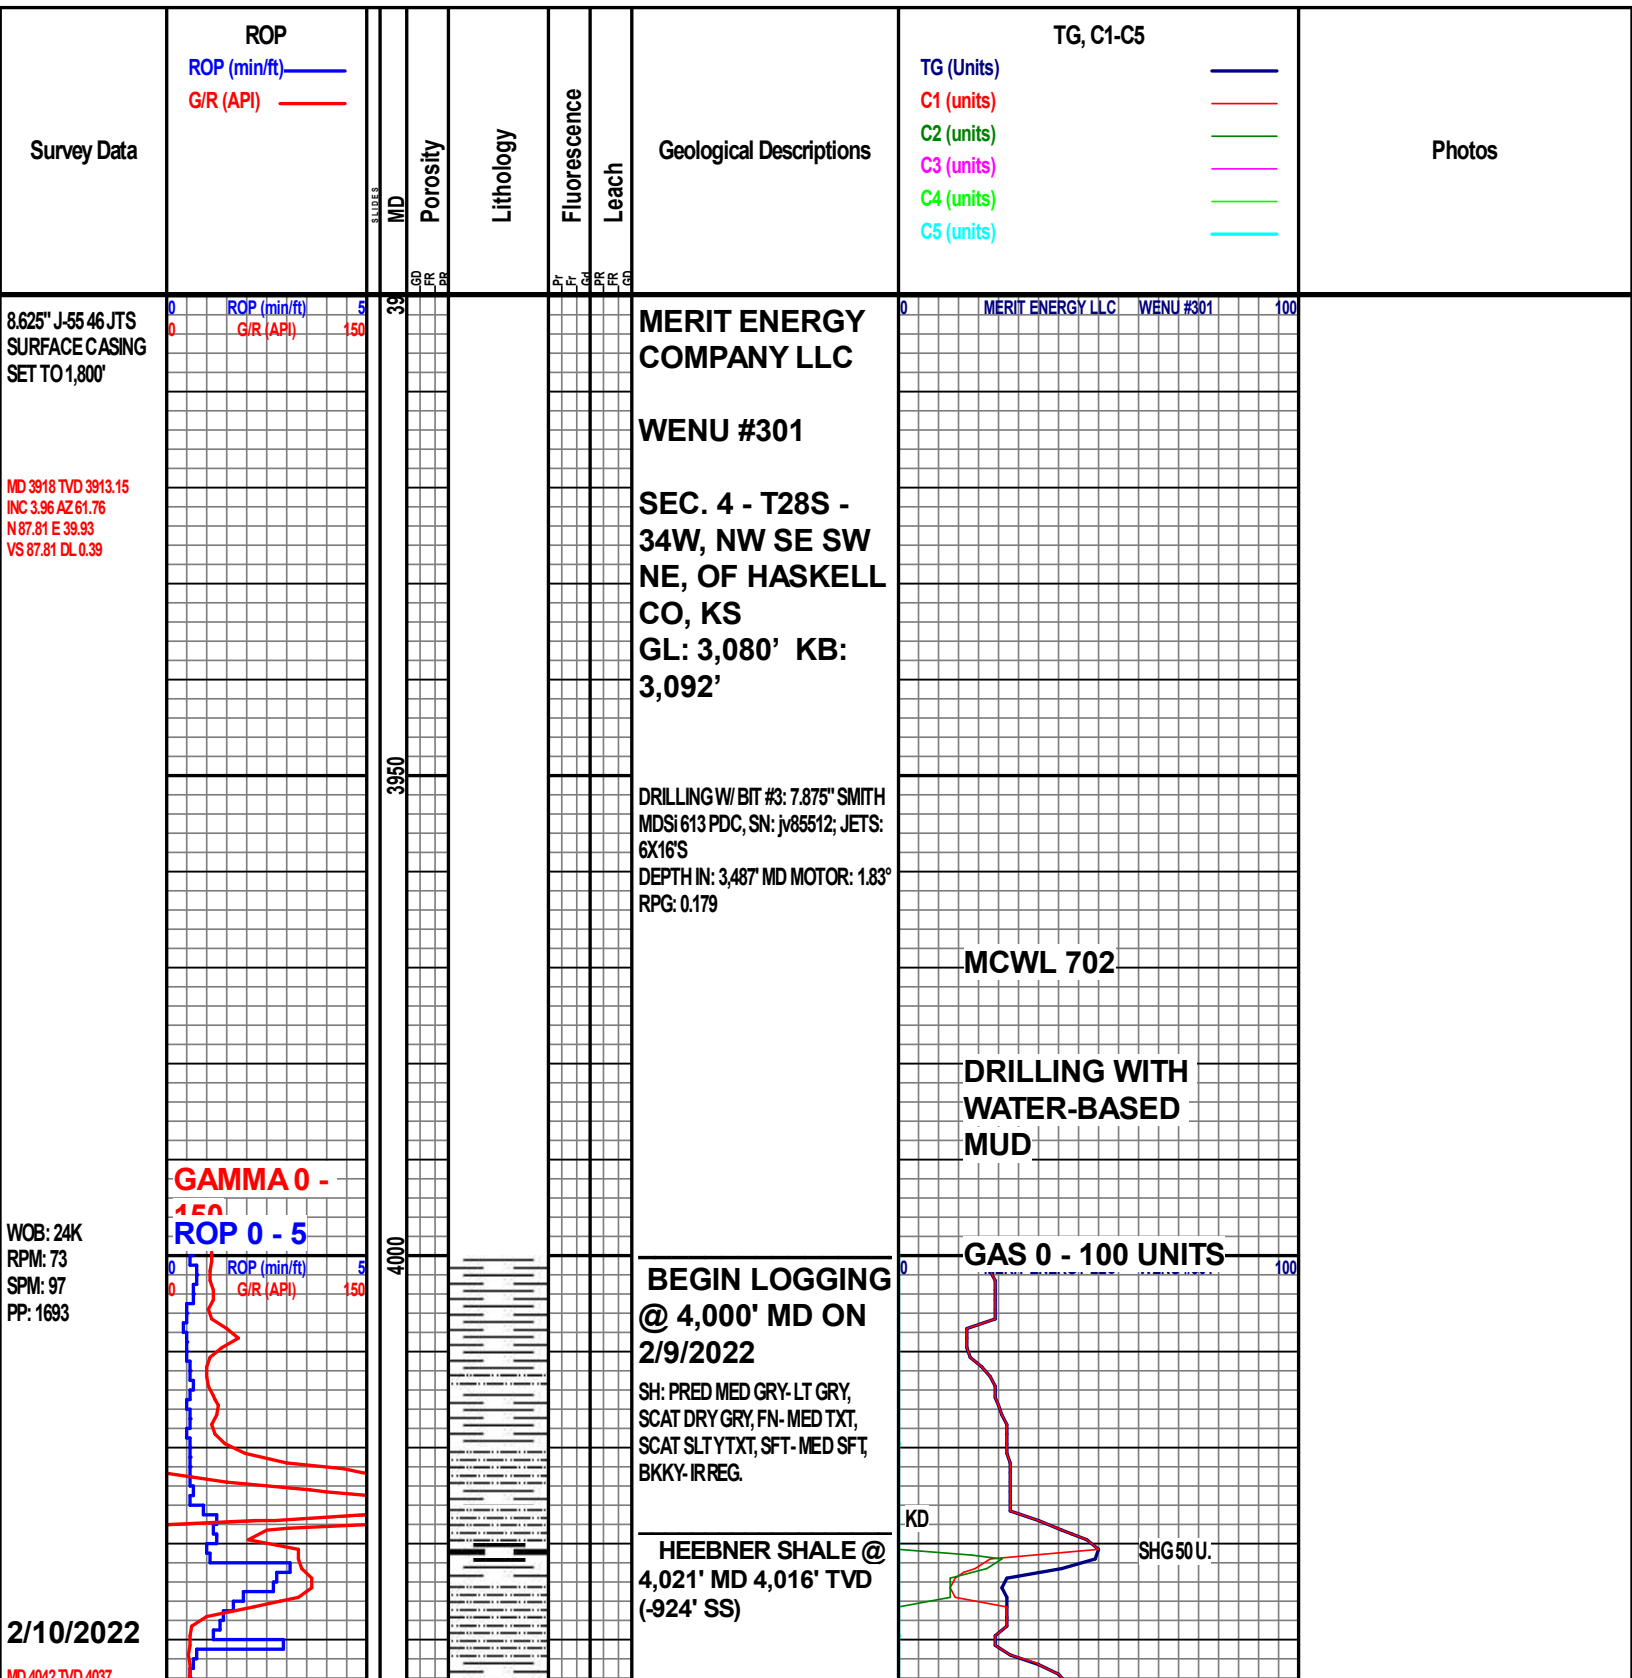 ROP
ROP (min/ft)
G/R (API)
Survey Data
SLIDES
MD
Porosity
GD
FR
PR
Lithology
Fluorescence
Pr
Fr
Gd
Leach
PR
FR
GD
Geological Descriptions
TG, C1-C5
TG (Units)
C1 (units)
C2 (units)
C3 (units)
C4 (units)
C5 (units)
Photos
8.625" J-55 46 JTS
SURFACE CASING
SET TO 1,800'
MD 3918 TVD 3913.15
INC 3.96 AZ 61.76
N 87.81 E 39.93
VS 87.81 DL 0.39
WOB: 24K
RPM: 73
SPM: 97
PP: 1693
2/10/2022
MD 4042 TVD 4037
0 ROP (min/ft) 5
0 G/R (API) 150
GAMMA 0 -
150
ROP 0 - 5
0 ROP (min/ft) 5
0 G/R (API) 150
39
3950
4000
MERIT ENERGY
COMPANY LLC
WENU #301
SEC. 4 - T28S -
34W, NW SE SW
NE, OF HASKELL
CO, KS
GL: 3,080’ KB:
3,092’
DRILLING W/ BIT #3: 7.875" SMITH
MDSi 613 PDC, SN: jv85512; JETS:
6X16'S
DEPTH IN: 3,487' MD MOTOR: 1.83°
RPG: 0.179
BEGIN LOGGING
@ 4,000' MD ON
2/9/2022
SH: PRED MED GRY- LT GRY,
SCAT DRY GRY, FN- MED TXT,
SCAT SLTY TXT, SFT- MED SFT,
BKKY- IRREG.
HEEBNER SHALE @
4,021' MD 4,016' TVD
(-924' SS)
0 MERIT ENERGY LLC WENU #301 100
MCWL 702
DRILLING WITH
WATER-BASED
MUD
GAS 0 - 100 UNITS
0 MERIT ENERGY LLC WENU #301 100
KD
SHG 50 U.